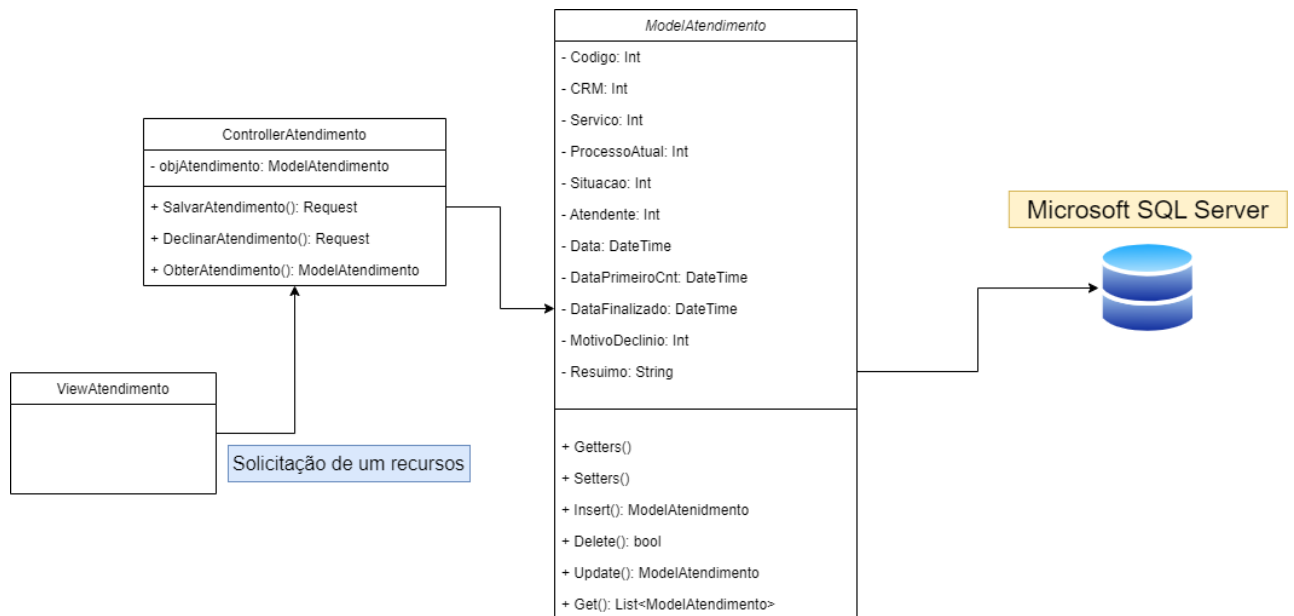 ModelAtendimento
- Codigo: Int
- CRM: Int
- Servico: Int
- ProcessoAtual: Int
- Situacao: Int
- Atendente: Int
- Data: DateTime
- DataPrimeiroCnt: DateTime
- DataFinalizado: DateTime
- MotivoDeclinio: Int
- Resuimo: String
+ Getters()
+ Setters()
+ Insert(): ModelAtenidmento
+ Delete(): bool
+ Update(): ModelAtendimento
+ Get(): List<ModelAtendimento>
ControllerAtendimento
- objAtendimento: ModelAtendimento
+ SalvarAtendimento(): Request
+ DeclinarAtendimento(): Request
+ ObterAtendimento(): ModelAtendimento
ViewAtendimento
Solicitação de um recursos
Microsoft SQL Server